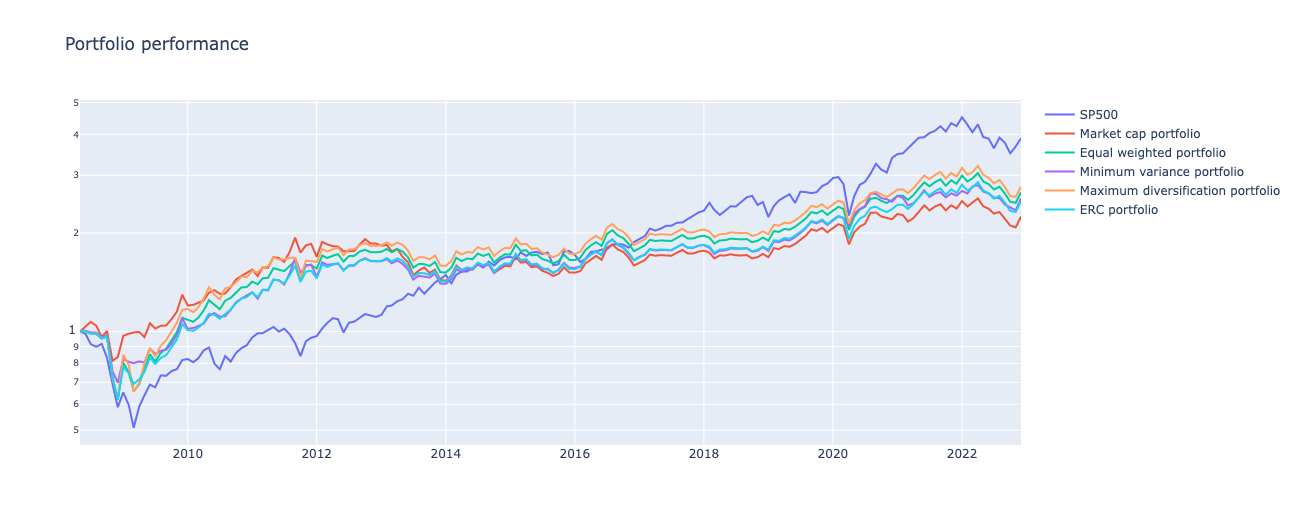 Portfolio performance
5
4
3
2
1
9
8
7
6
5
2010 2012 2014 2016 2018 2020 2022
SP500
Market cap portfolio
Equal weighted portfolio
Minimum variance portfolio
Maximum diversification portfolio
ERC portfolio